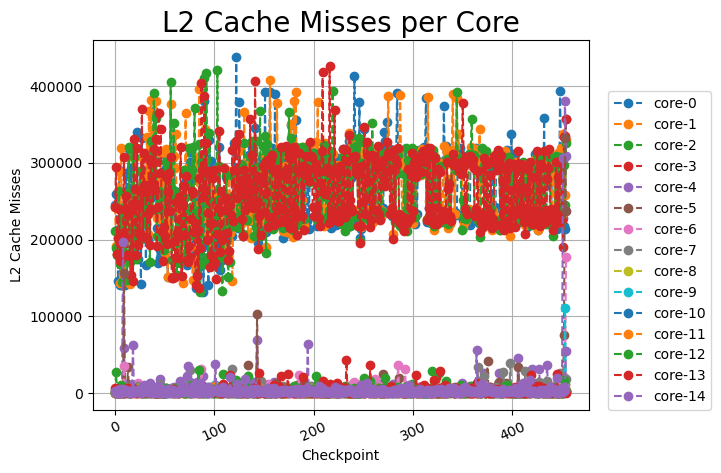 L2 Cache Misses per Core
L2 Cache Misses
400000
300000
200000
100000
0
0
100
200
300
400
Checkpoint
core-0
core-1
core-2
core-3
core-4
core-5
core-6
core-7
core-8
core-9
core-10
core-11
core-12
core-13
core-14